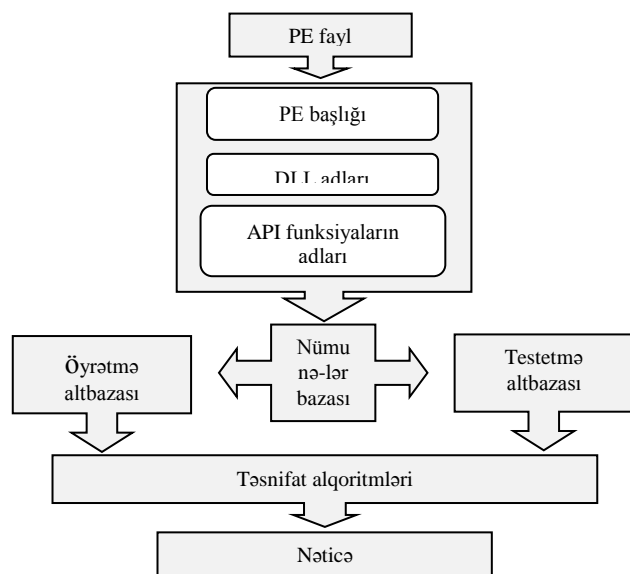 PE fayl
PE başlığı
DLL adları
API funksiyaların
adları
Öyrətmə
altbazası
Nümu
nə-lər
bazası
Testetmə
altbazası
Təsnifat alqoritmləri
Nəticə